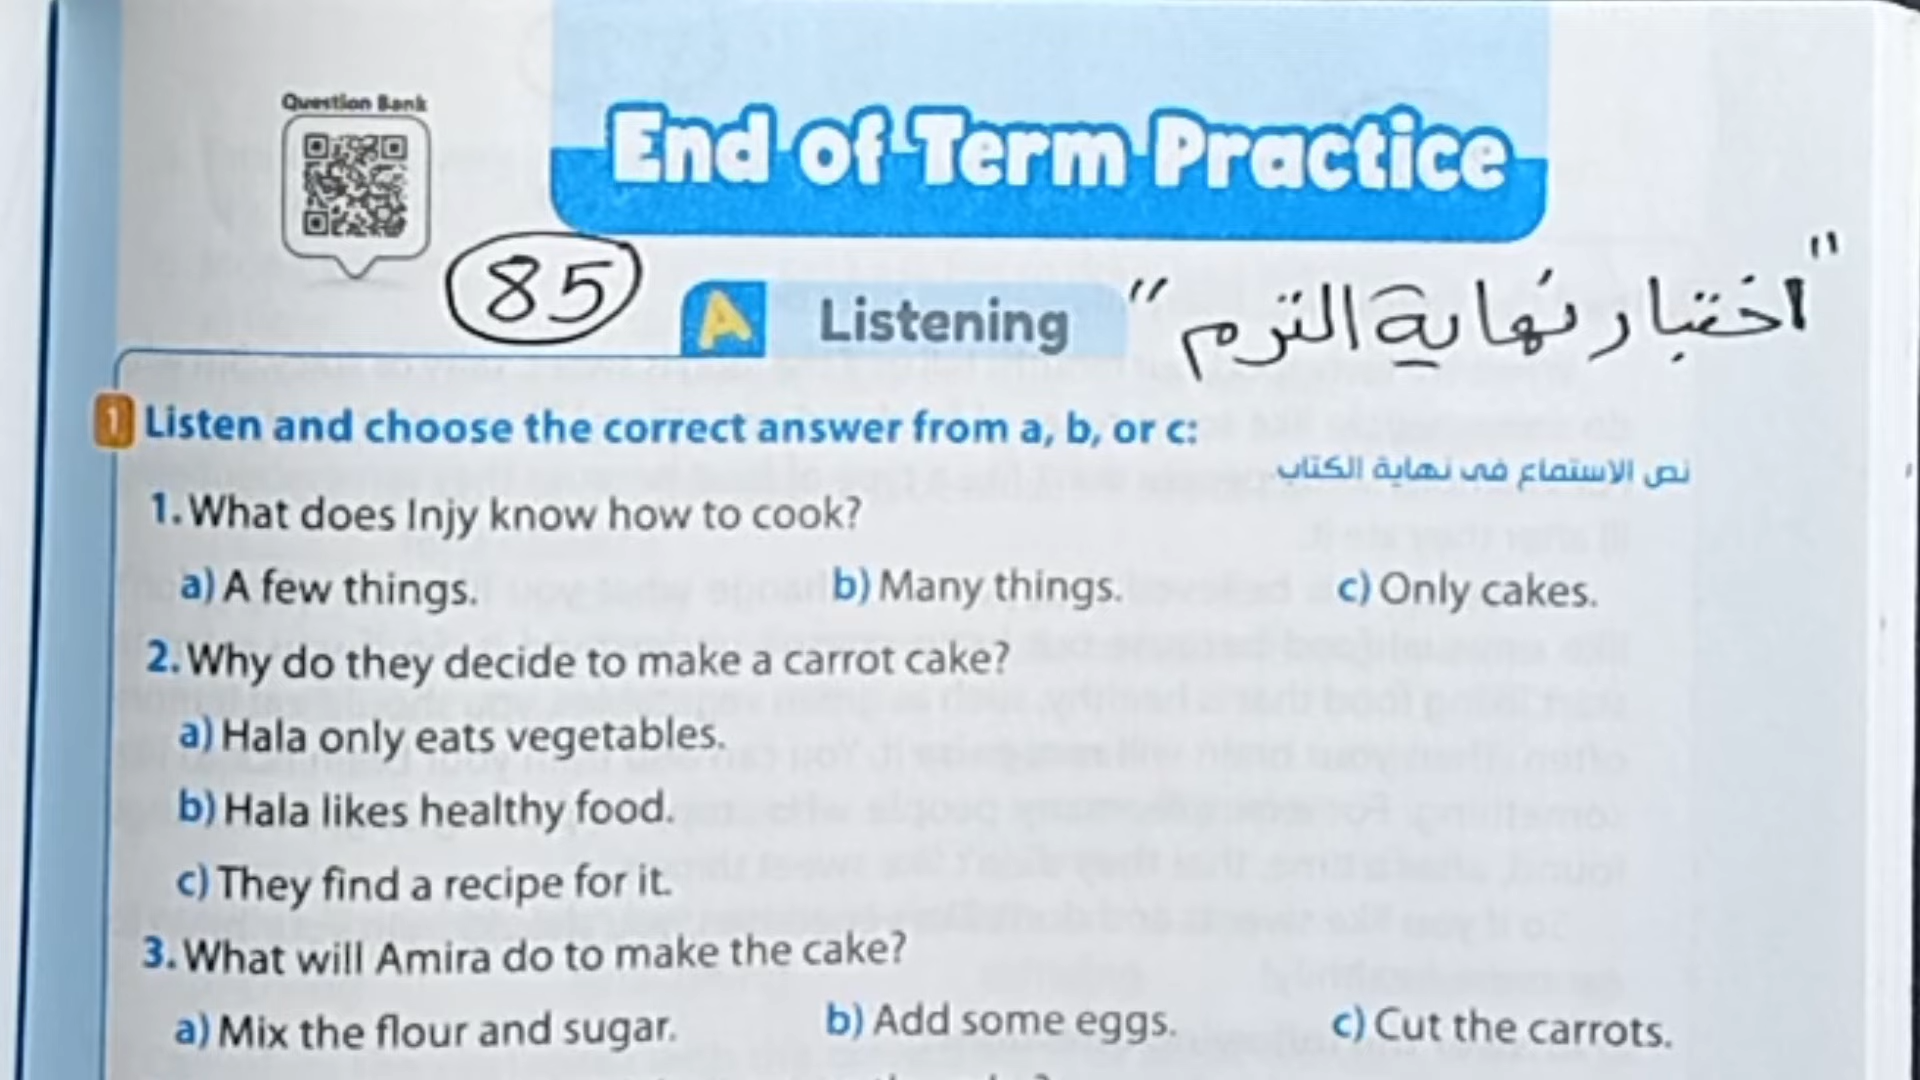 Question Bank
End of Term Practice
85
A Listening
"اختبار نهاية الترم"
1 Listen and choose the correct answer from a, b, or c:
نص الاستماع فى نهاية الكتاب
1. What does Injy know how to cook?
a) A few things. b) Many things. c) Only cakes.
2. Why do they decide to make a carrot cake?
a) Hala only eats vegetables.
b) Hala likes healthy food.
c) They find a recipe for it.
3. What will Amira do to make the cake?
a) Mix the flour and sugar. b) Add some eggs. c) Cut the carrots.